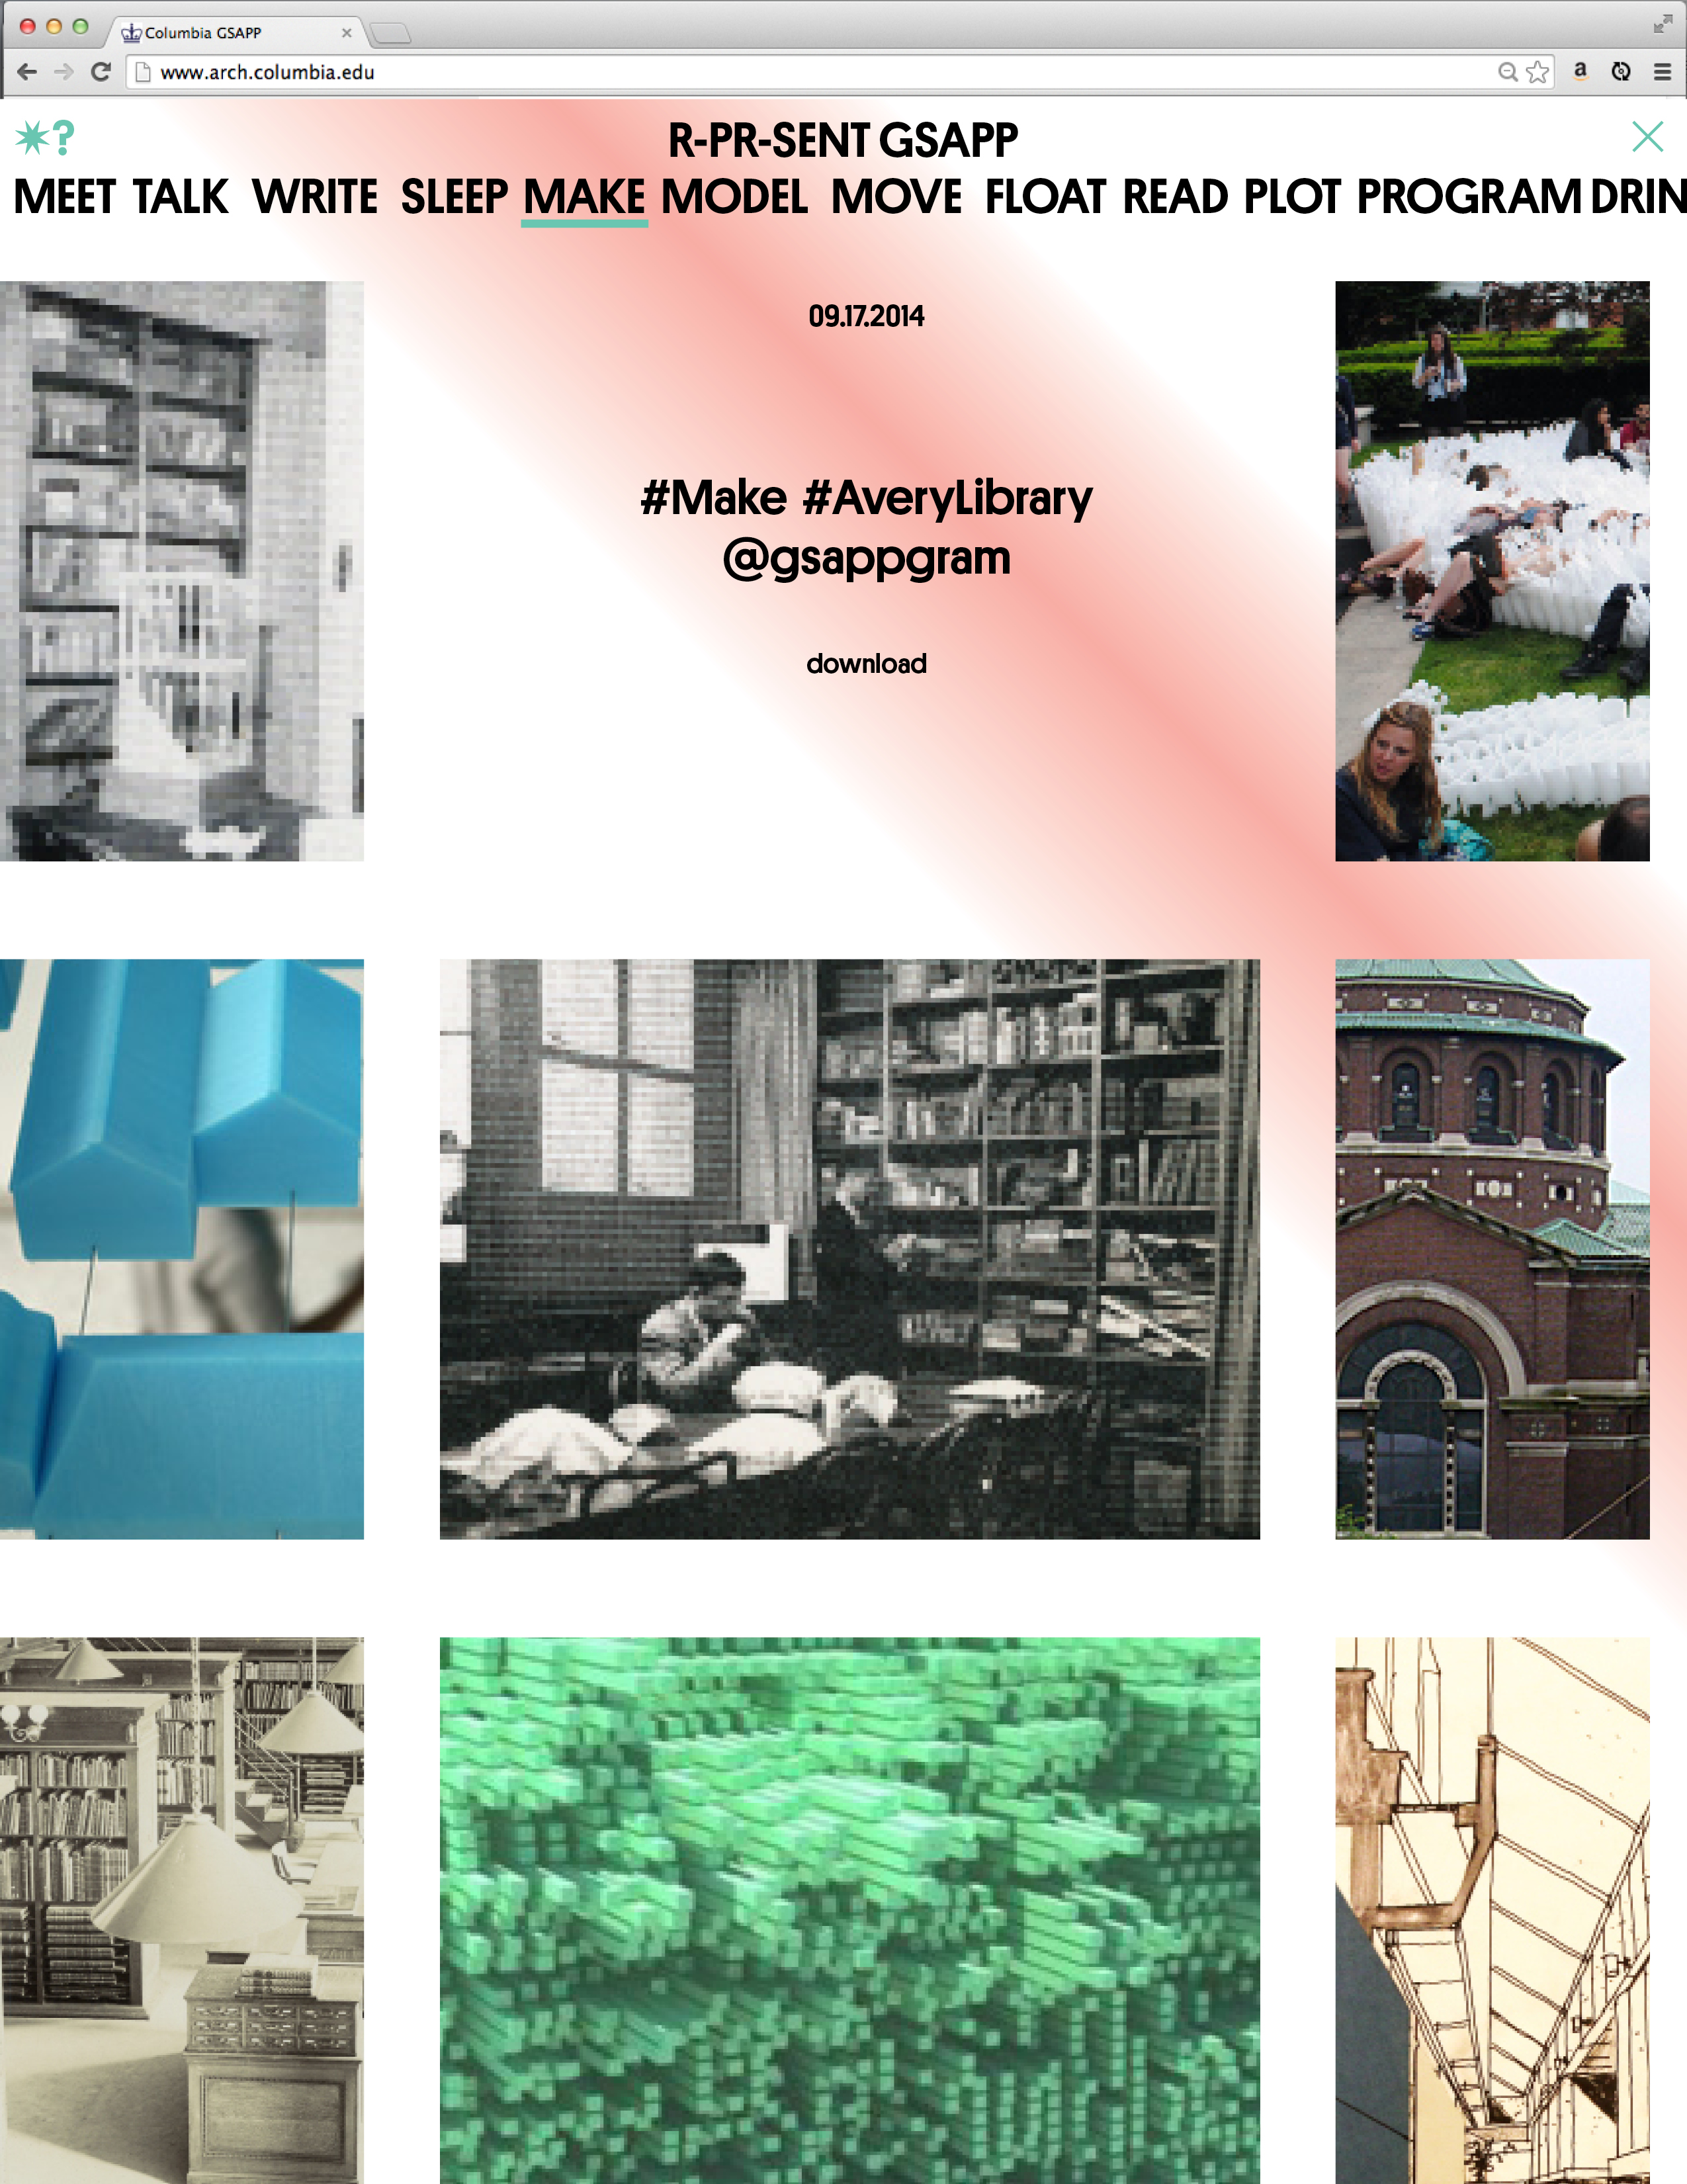 Columbia GSAPP
www.arch.columbia.edu
?
R-PR-SENT GSAPP
MEET TALK WRITE SLEEP MAKE MODEL MOVE FLOAT READ PLOT PROGRAM DRIN
09.17.2014
#Make #AveryLibrary
@gsappgram
download